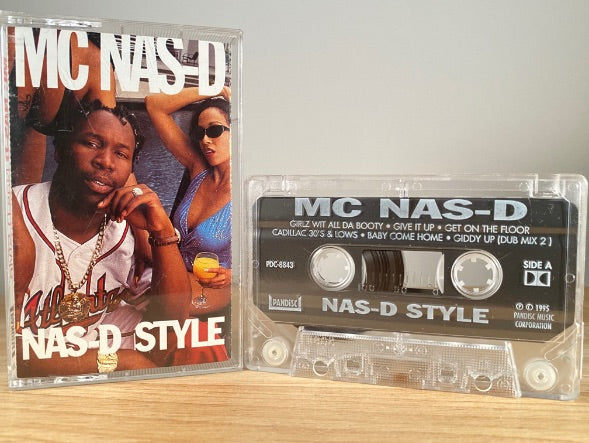 MC NAS-D
Atlanta
NAS-D STYLE
MC NAS-D
GIRLZ WIT ALL DA BOOTY • GIVE IT UP • GET ON THE FLOOR
CADILLAC 30'S & LOWS • BABY COME HOME • GIDDY UP (DUB MIX 2)
PDC-8843
SIDE A
PANDISC
NAS-D STYLE
℗ © 1995
PANDISC MUSIC
CORPORATION